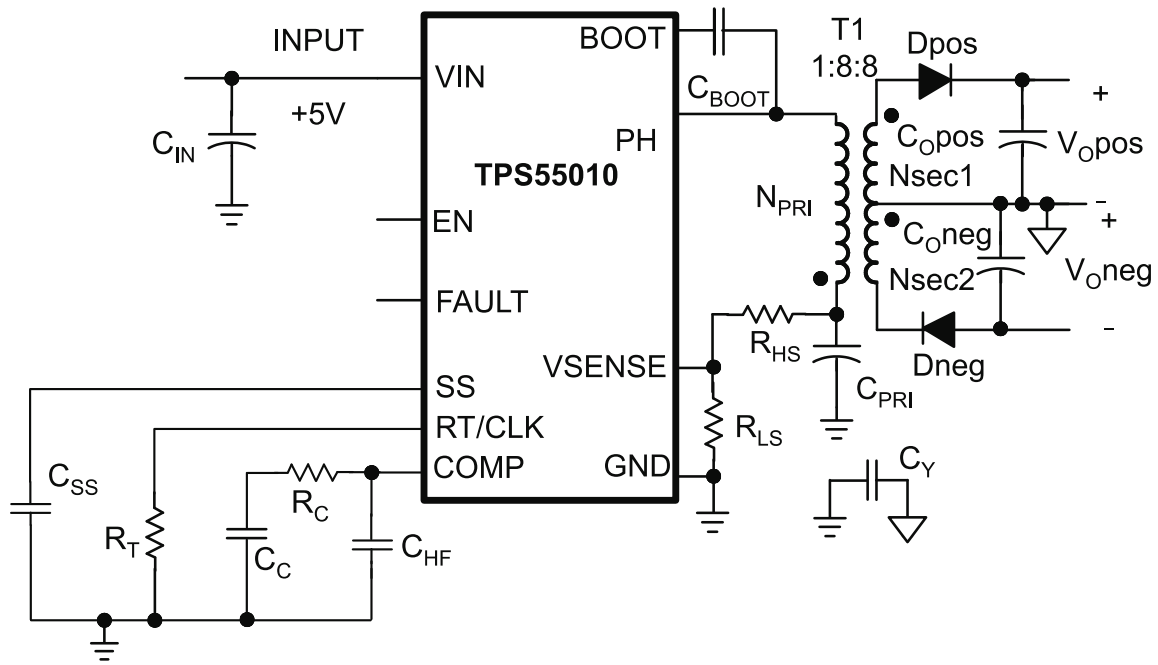 INPUT
+5V
C_IN
VIN
EN
FAULT
SS
RT/CLK
COMP
TPS55010
BOOT
PH
VSENSE
GND
C_BOOT
T1
1:8:8
Dpos
C_Opos
Nsec1
N_PRI
C_Oneg
Nsec2
Dneg
+
V_Opos
-
+
V_Oneg
-
R_HS
C_PRI
R_LS
C_Y
C_SS
R_T
R_C
C_C
C_HF